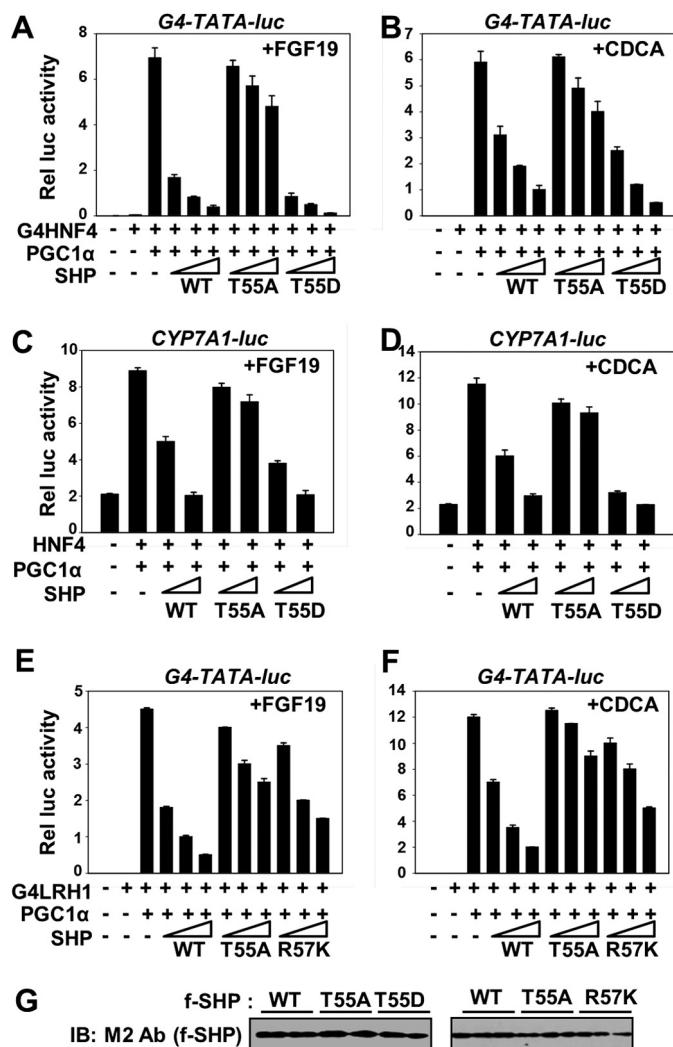 A
G4-TATA-luc
+FGF19
Rel luc activity
8
6
4
2
0
G4HNF4 - + + + + + + + + + + +
PGC1α - - + + + + + + + + + +
SHP - - -
WT T55A T55D
B
G4-TATA-luc
+CDCA
6
5
4
3
2
1
0
- + + + + + + + + + + +
- - + + + + + + + + + +
- - -
WT T55A T55D
C
CYP7A1-luc
+FGF19
Rel luc activity
10
8
6
4
2
0
HNF4 - + + + + + + +
PGC1α - + + + + + + +
SHP - -
WT T55A T55D
D
CYP7A1-luc
+CDCA
14
12
10
8
6
4
2
0
- + + + + + + +
- + + + + + + +
- -
WT T55A T55D
E
G4-TATA-luc
+FGF19
Rel luc activity
5
4
3
2
1
0
G4LRH1 - + + + + + + + + + + +
PGC1α - - + + + + + + + + + +
SHP - - -
WT T55A R57K
F
G4-TATA-luc
+CDCA
14
12
10
8
6
4
2
0
- + + + + + + + + + + +
- - + + + + + + + + + +
- - -
WT T55A R57K
G
f-SHP : WT T55A T55D WT T55A R57K
IB: M2 Ab (f-SHP)